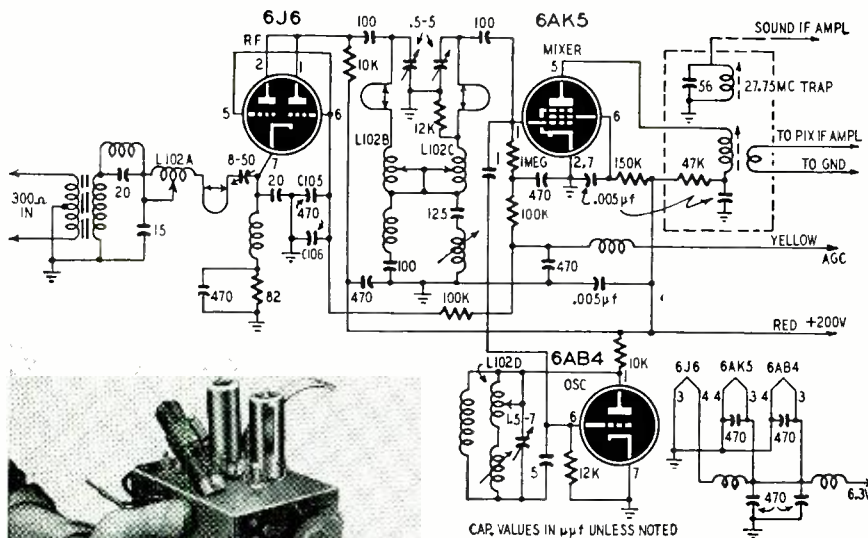 6J6
6AK5
SOUND IF AMPL
100
.5-5
100
RF
MIXER
2
1
10K
5
56
27.75MC TRAP
5
6
12K
5
6
L102A
7
8-50
L102B
L102C
1
1
1MEG
2,7
150K
47K
TO PIX IF AMPL
TO GND
20
20
C105
470
470
.005µf
300Ω
IN
15
125
100K
C106
YELLOW
AGC
470
82
100
470
470
.005µf
100K
RED
+200V
6AB4
10K
L102D
OSC
1
6J6
6AK5
6AB4
1.5-7
6
3
4
4
3
4
3
470
470
5
12K
7
470
6.3V
CAP. VALUES IN µµf UNLESS NOTED